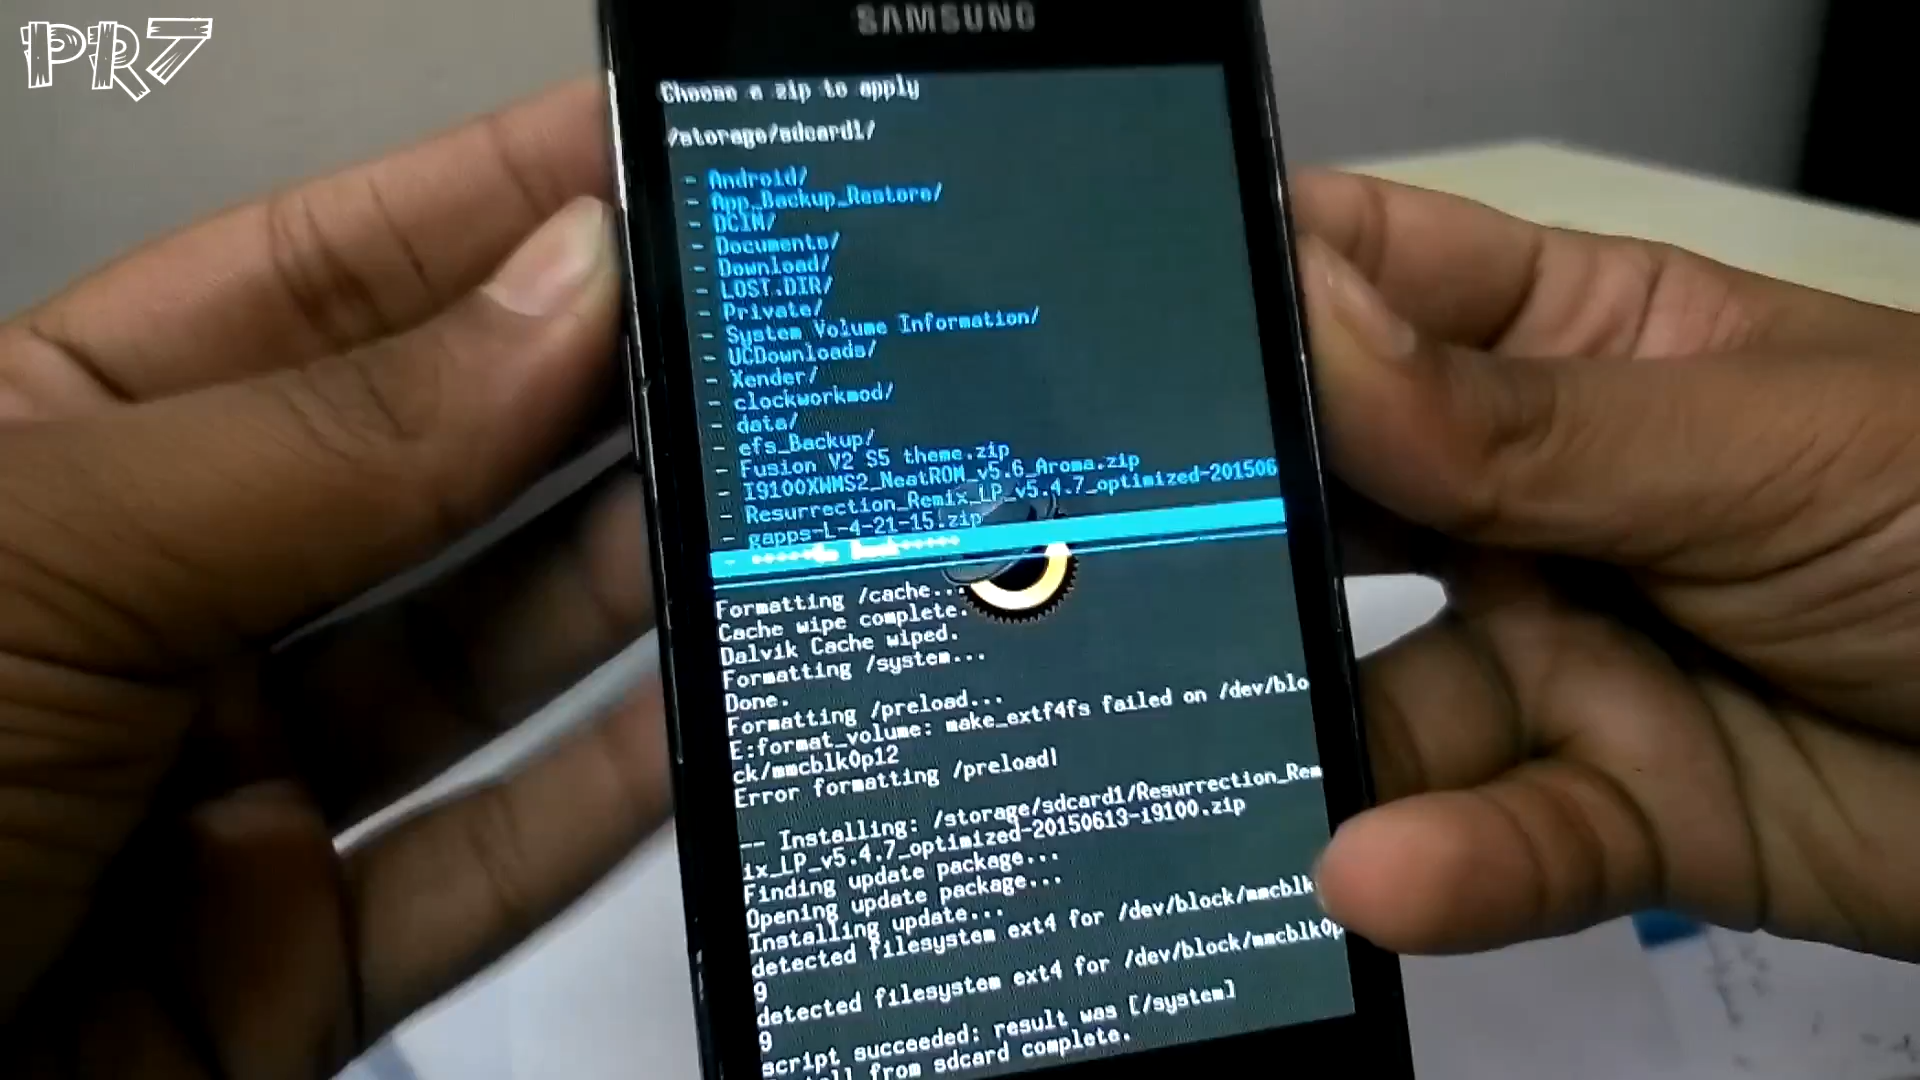 PR7
SAMSUNG
Choose a zip to apply
/storage/sdcard1/
- Android/
- App_Backup_Restore/
- DCIM/
- Documents/
- Download/
- LOST.DIR/
- Private/
- System Volume Information/
- UCDownloads/
- Xender/
- clockworkmod/
- data/
- efs_Backup/
- Fusion V2 S5 theme.zip
- I9100XWMS2_NeatROM_v5.6_Aroma.zip
- Resurrection_Remix_LP_v5.4.7_optimized-201506
- gapps-L-4-21-15.zip
- +++++Go Back+++++
Formatting /cache...
Cache wipe complete.
Dalvik Cache wiped.
Formatting /system...
Done.
Formatting /preload...
E:format_volume: make_extf4fs failed on /dev/blo
ck/mmcblk0p12
Error formatting /preload!
-- Installing: /storage/sdcard1/Resurrection_Rem
ix_LP_v5.4.7_optimized-20150613-i9100.zip
Finding update package...
Opening update package...
Installing update...
detected filesystem ext4 for /dev/block/mmcblk
9
detected filesystem ext4 for /dev/block/mmcblk0p
9
script succeeded: result was [/system]
from sdcard complete.